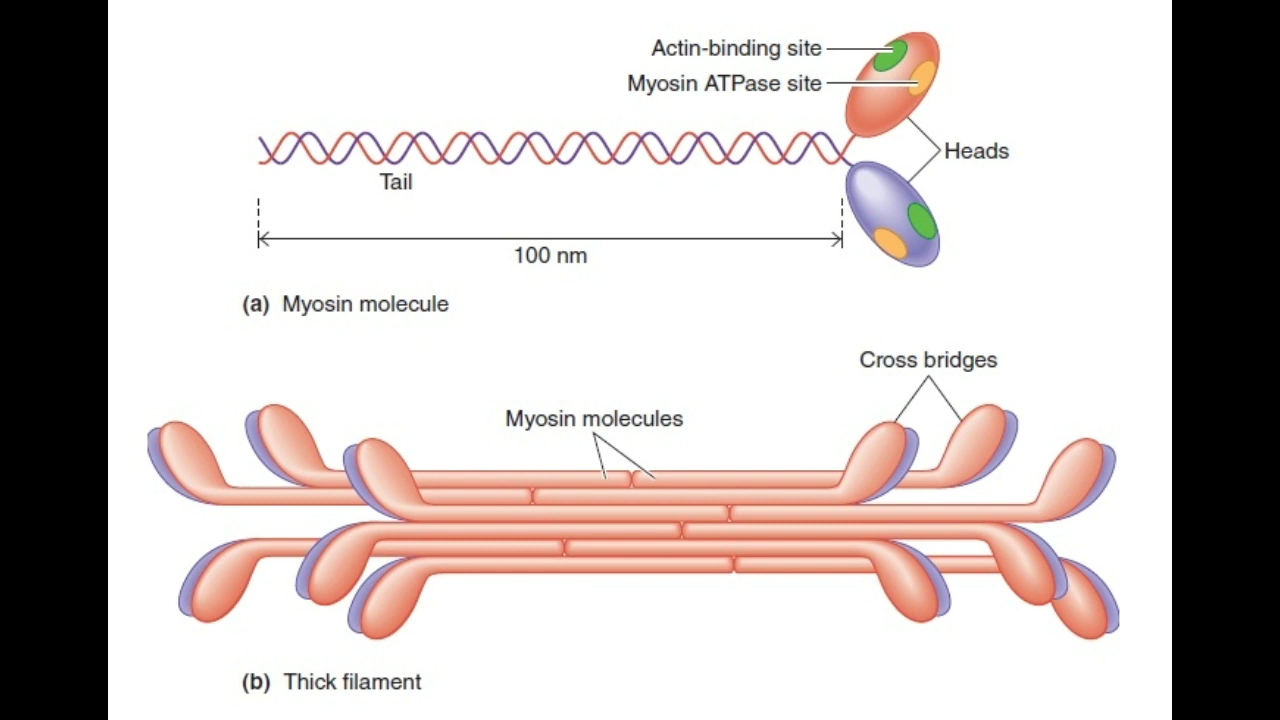 Actin-binding site
Myosin ATPase site
Heads
Tail
100 nm
(a) Myosin molecule
Cross bridges
Myosin molecules
(b) Thick filament